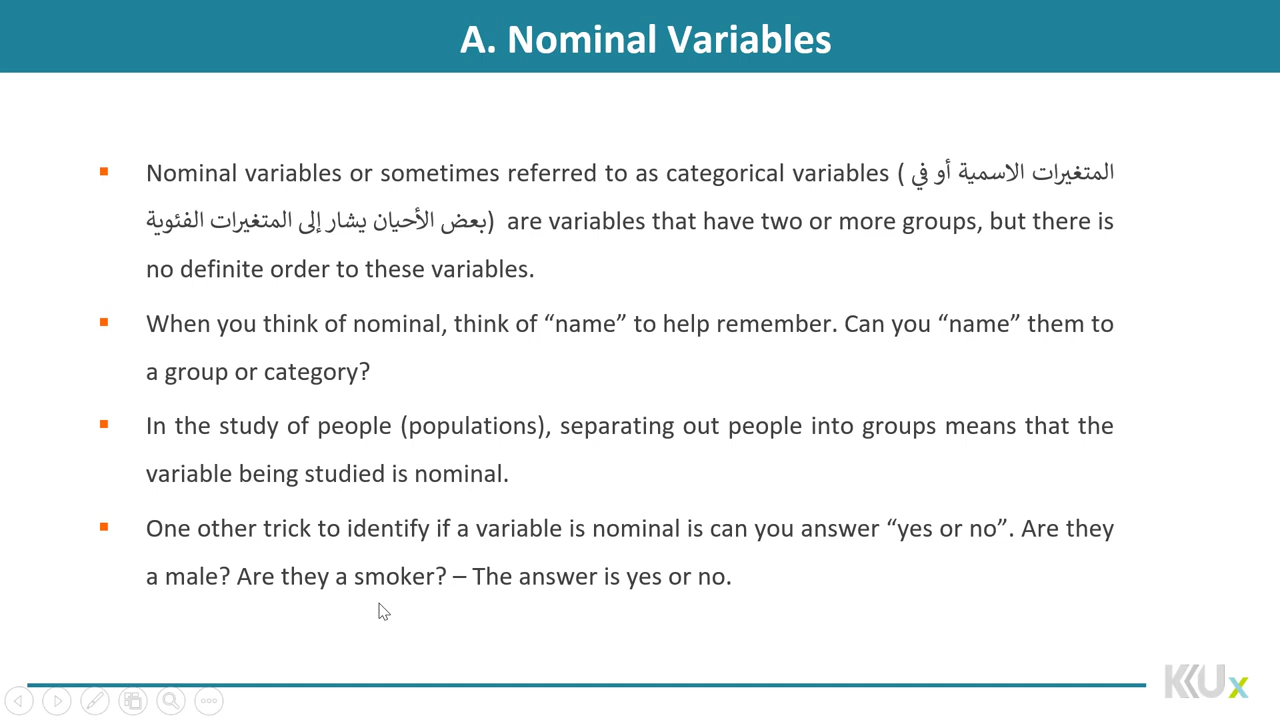 A. Nominal Variables
▪ Nominal variables or sometimes referred to as categorical variables (المتغيرات الاسمية أو في
بعض الأحيان يشار إلى المتغيرات الفئوية) are variables that have two or more groups, but there is
no definite order to these variables.
▪ When you think of nominal, think of “name” to help remember. Can you “name” them to
a group or category?
▪ In the study of people (populations), separating out people into groups means that the
variable being studied is nominal.
▪ One other trick to identify if a variable is nominal is can you answer “yes or no”. Are they
a male? Are they a smoker? – The answer is yes or no.
KKUx